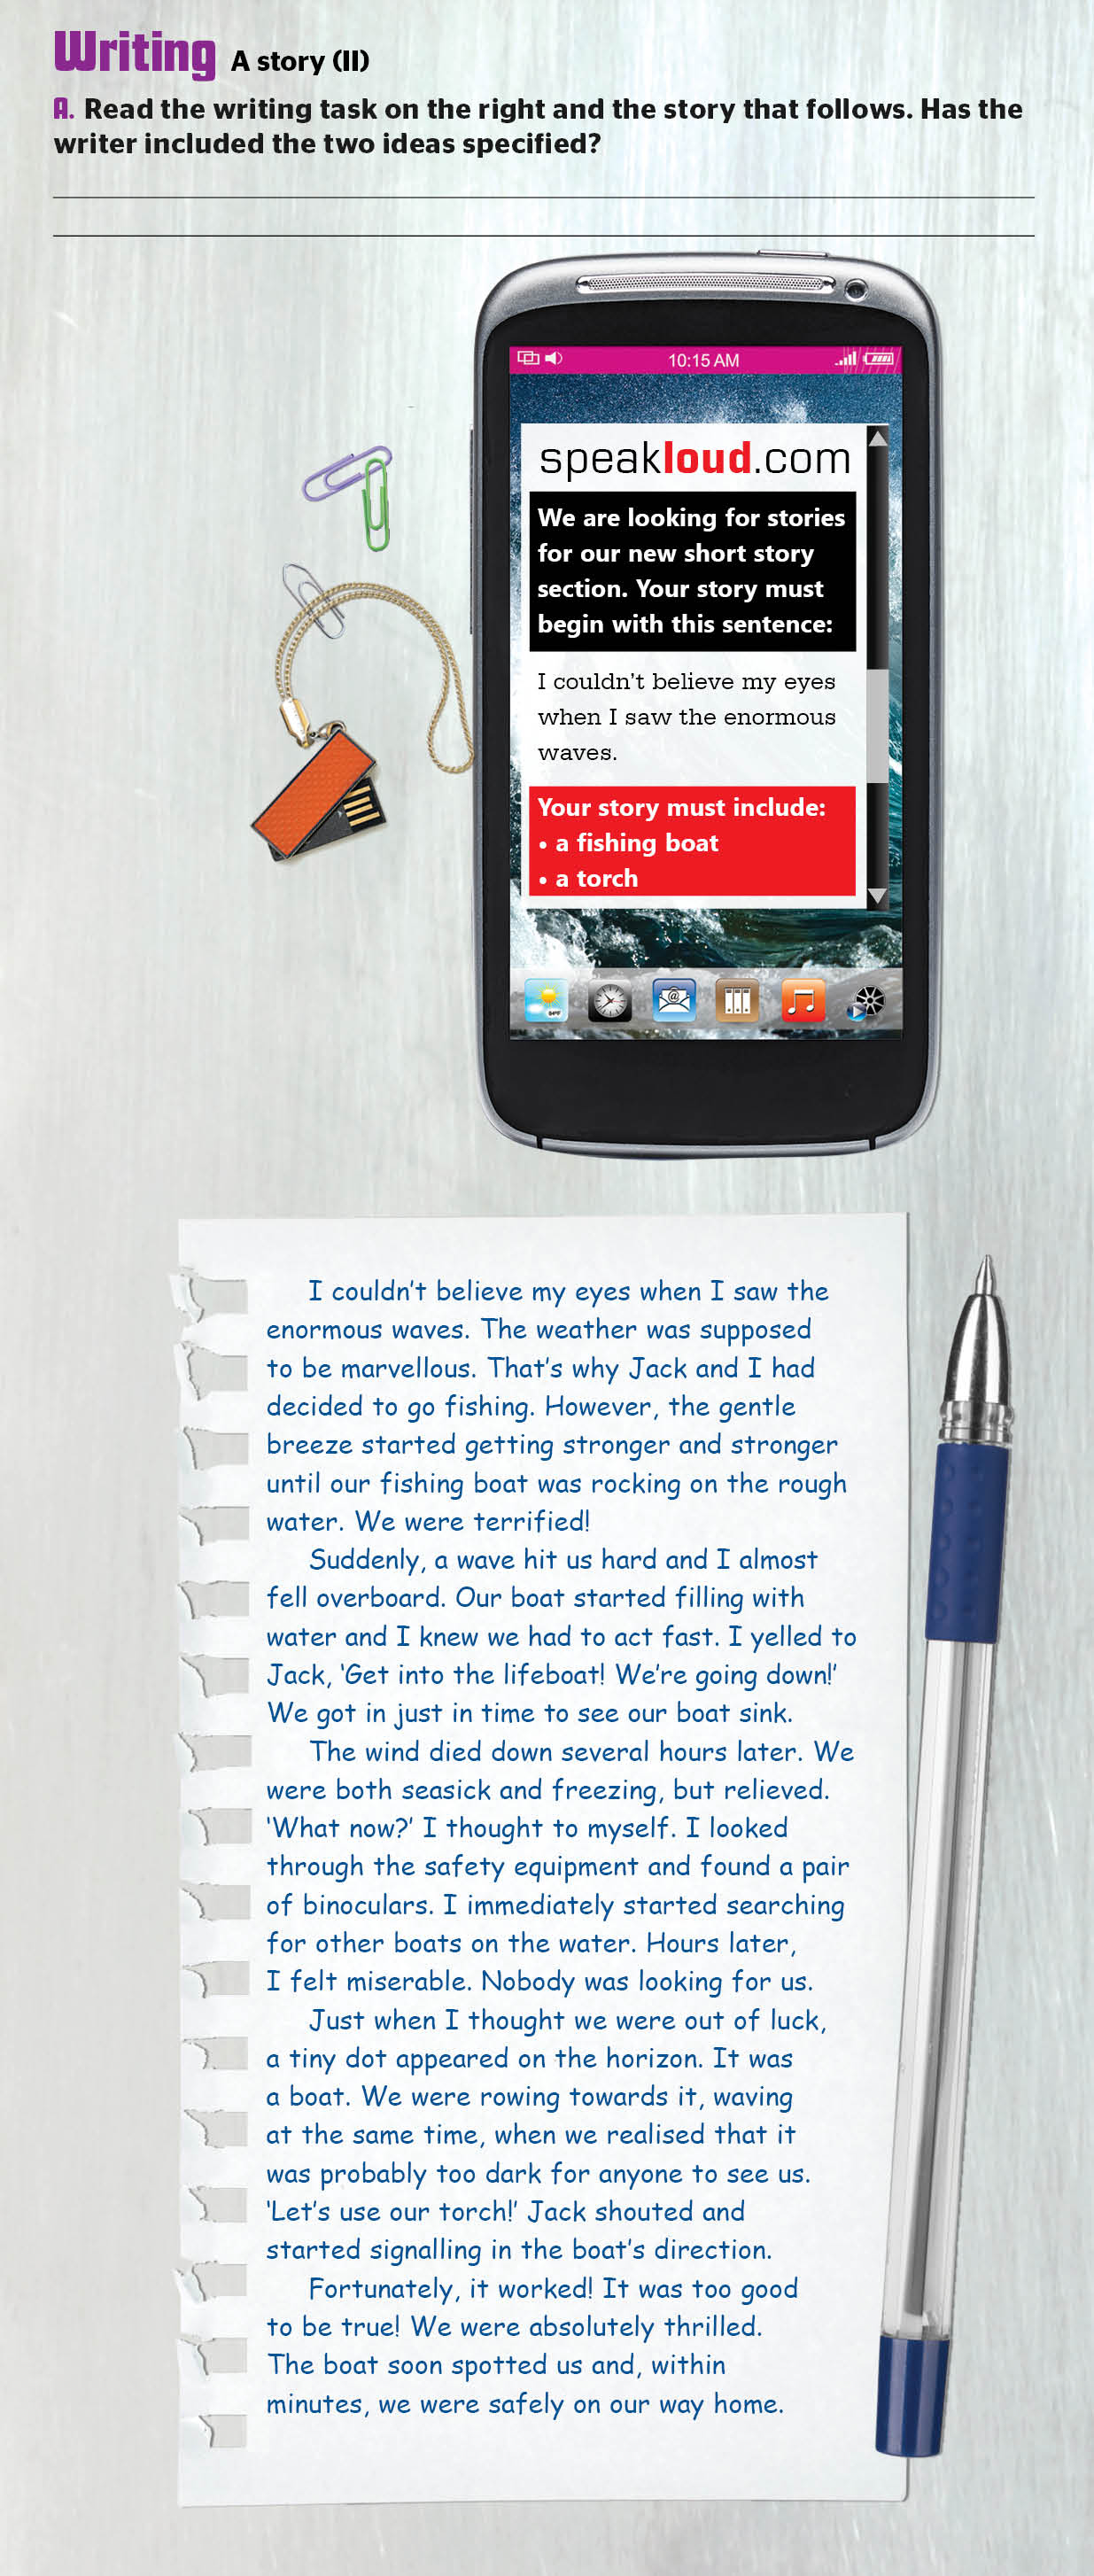 Writing A story (II)
A. Read the writing task on the right and the story that follows. Has the
writer included the two ideas specified?
10:15 AM
speakloud.com
We are looking for stories
for our new short story
section. Your story must
begin with this sentence:
I couldn't believe my eyes
when I saw the enormous
waves.
Your story must include:
• a fishing boat
• a torch
I couldn't believe my eyes when I saw the
enormous waves. The weather was supposed
to be marvellous. That's why Jack and I had
decided to go fishing. However, the gentle
breeze started getting stronger and stronger
until our fishing boat was rocking on the rough
water. We were terrified!
Suddenly, a wave hit us hard and I almost
fell overboard. Our boat started filling with
water and I knew we had to act fast. I yelled to
Jack, 'Get into the lifeboat! We're going down!'
We got in just in time to see our boat sink.
The wind died down several hours later. We
were both seasick and freezing, but relieved.
'What now?' I thought to myself. I looked
through the safety equipment and found a pair
of binoculars. I immediately started searching
for other boats on the water. Hours later,
I felt miserable. Nobody was looking for us.
Just when I thought we were out of luck,
a tiny dot appeared on the horizon. It was
a boat. We were rowing towards it, waving
at the same time, when we realised that it
was probably too dark for anyone to see us.
'Let's use our torch!' Jack shouted and
started signalling in the boat's direction.
Fortunately, it worked! It was too good
to be true! We were absolutely thrilled.
The boat soon spotted us and, within
minutes, we were safely on our way home.